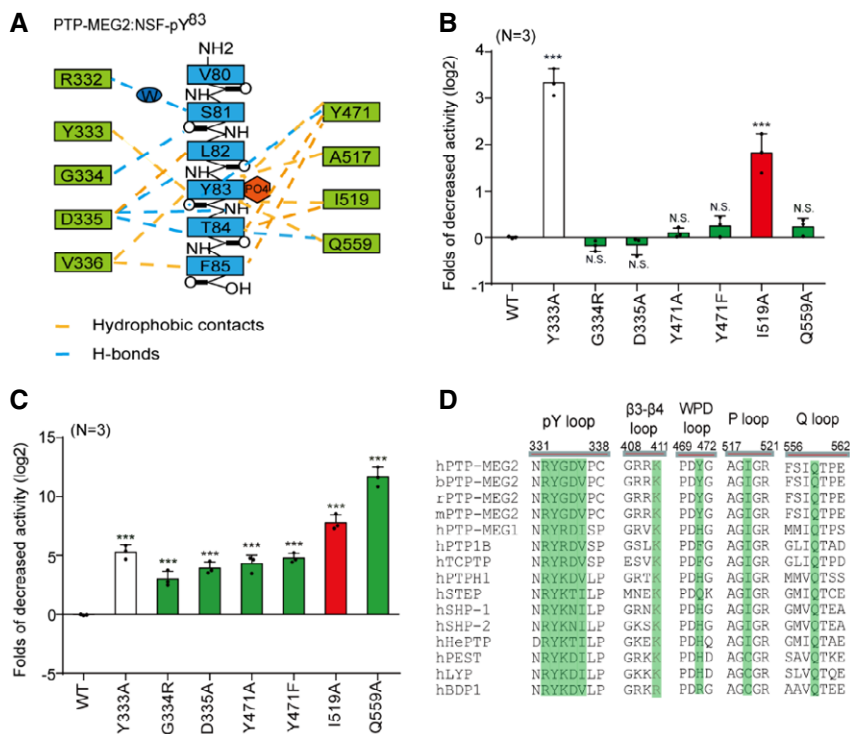 A
PTP-MEG2:NSF-pY83
NH2
V80
R332
W
NH
S81
Y471
Y333
NH
L82
A517
G334
Y83
PO4
I519
D335
NH
T84
Q559
V336
NH
F85
OH
Hydrophobic contacts
H-bonds
B
(N=3)
Folds of decreased activity (log2)
4
3
2
1
0
-1
***
N.S.
N.S.
N.S.
N.S.
***
N.S.
WT
Y333A
G334R
D335A
Y471A
Y471F
I519A
Q559A
C
(N=3)
Folds of decreased activity (log2)
15
10
5
0
-5
***
***
***
***
***
***
***
WT
Y333A
G334R
D335A
Y471A
Y471F
I519A
Q559A
D
pY loop β3-β4 loop WPD loop P loop Q loop
331 338 408 411 469 472 517 521 556 562
hPTP-MEG2 NRYGDVPC GRRK PDYG AGIGR FSIQTPE
bPTP-MEG2 NRYGDVPC GRRK PDYG AGIGR FSIQTPE
rPTP-MEG2 NRYGDVPC GRRK PDYG AGIGR FSIQTPE
mPTP-MEG2 NRYGDVPC GRRK PDYG AGIGR FSIQTPE
hPTP-MEG1 NRYRDISP GRVK PDHG AGIGR MMIQTPS
hPTP1B NRYRDVSP GSLK PDFG AGIGR GLIQTAD
hTCPTP NRYRDVSP ESVK PDFG AGIGR GLIQTPD
hPTPH1 NRYKDVLP GRTK PDHG AGIGR MMVQTSS
hSTEP NRYKTILP MNEK PDQK AGIGR GMIQTCE
hSHP-1 NRYKNILP GRNK PDHG AGIGR GMVQTEA
hSHP-2 NRYKNILP GKSK PDHG AGIGR GMVQTEA
hHePTP DRYKTILP GREK PDHQ AGIGR GMIQTAE
hPEST NRYKDILP GRKK PDHD AGCGR SAVQTKE
hLYP NRYKDILP GKKK PDHD AGCGR SLVQTQE
hBDP1 NRYKDVLP GRKR PDRG AGCGR AAVQTEE